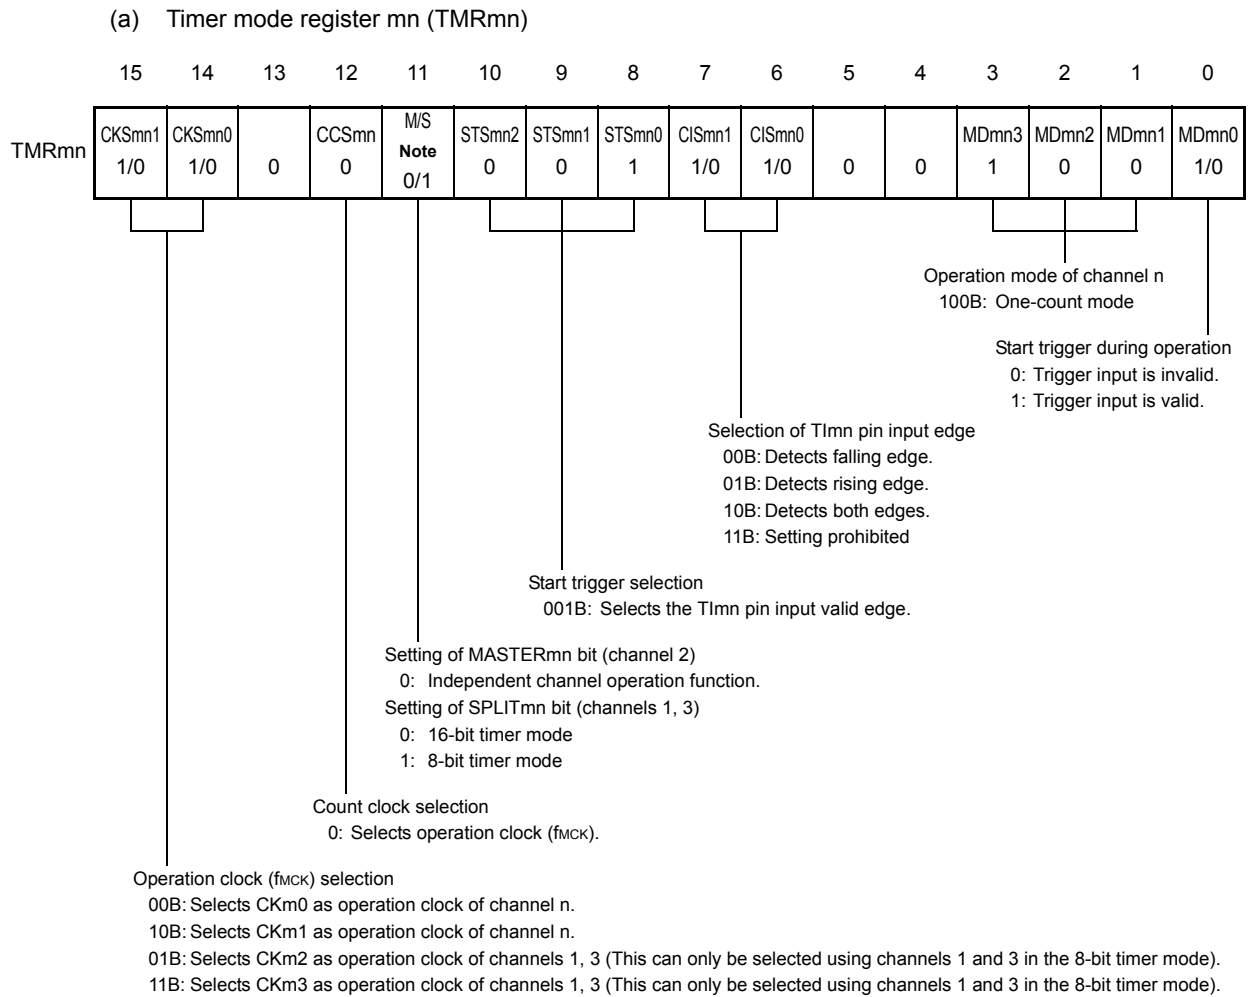 (a) Timer mode register mn (TMRmn)
15 14 13 12 11 10 9 8 7 6 5 4 3 2 1 0
TMRmn
CKSmn1 CKSmn0 CCSmn M/S STSmn2 STSmn1 STSmn0 CISmn1 CISmn0 MDmn3 MDmn2 MDmn1 MDmn0
Note
1/0 1/0 0 0 0/1 0 0 1 1/0 1/0 0 0 1 0 0 1/0
Operation mode of channel n
100B: One-count mode
Start trigger during operation
0: Trigger input is invalid.
1: Trigger input is valid.
Selection of TImn pin input edge
00B: Detects falling edge.
01B: Detects rising edge.
10B: Detects both edges.
11B: Setting prohibited
Start trigger selection
001B: Selects the TImn pin input valid edge.
Setting of MASTERmn bit (channel 2)
0: Independent channel operation function.
Setting of SPLITmn bit (channels 1, 3)
0: 16-bit timer mode
1: 8-bit timer mode
Count clock selection
0: Selects operation clock (fMCK).
Operation clock (fMCK) selection
00B: Selects CKm0 as operation clock of channel n.
10B: Selects CKm1 as operation clock of channel n.
01B: Selects CKm2 as operation clock of channels 1, 3 (This can only be selected using channels 1 and 3 in the 8-bit timer mode).
11B: Selects CKm3 as operation clock of channels 1, 3 (This can only be selected using channels 1 and 3 in the 8-bit timer mode).